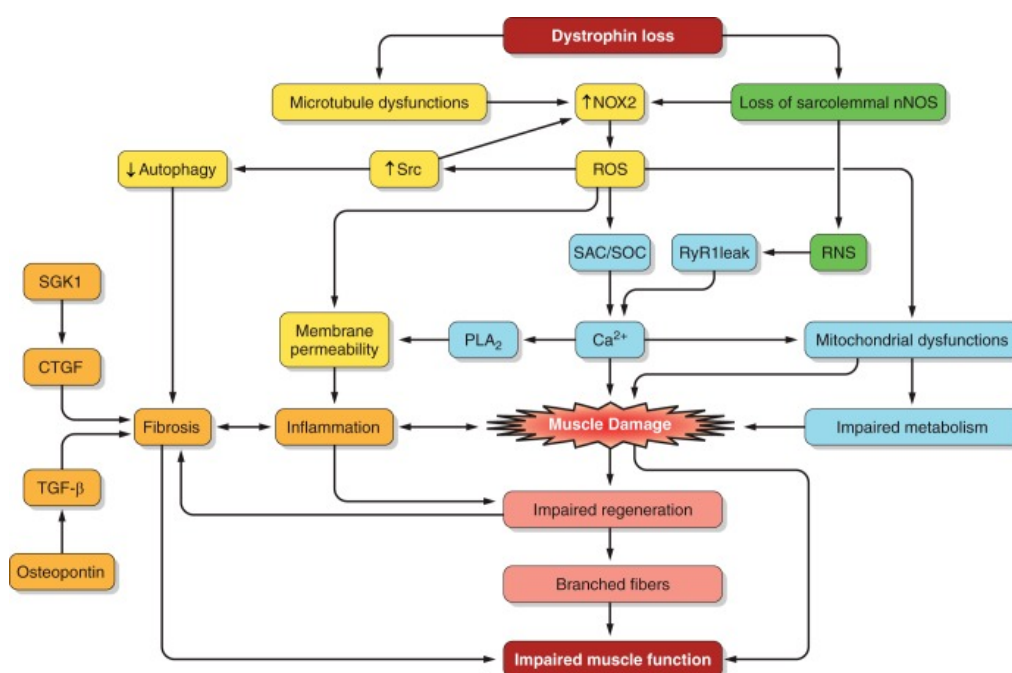 Dystrophin loss
Microtubule dysfunctions
↑NOX2
Loss of sarcolemmal nNOS
↓Autophagy
↑Src
ROS
SAC/SOC
RyR1leak
RNS
SGK1
Membrane
permeability
PLA₂
Ca²⁺
Mitochondrial dysfunctions
CTGF
Fibrosis
Inflammation
Muscle Damage
Impaired metabolism
TGF-β
Impaired regeneration
Osteopontin
Branched fibers
Impaired muscle function